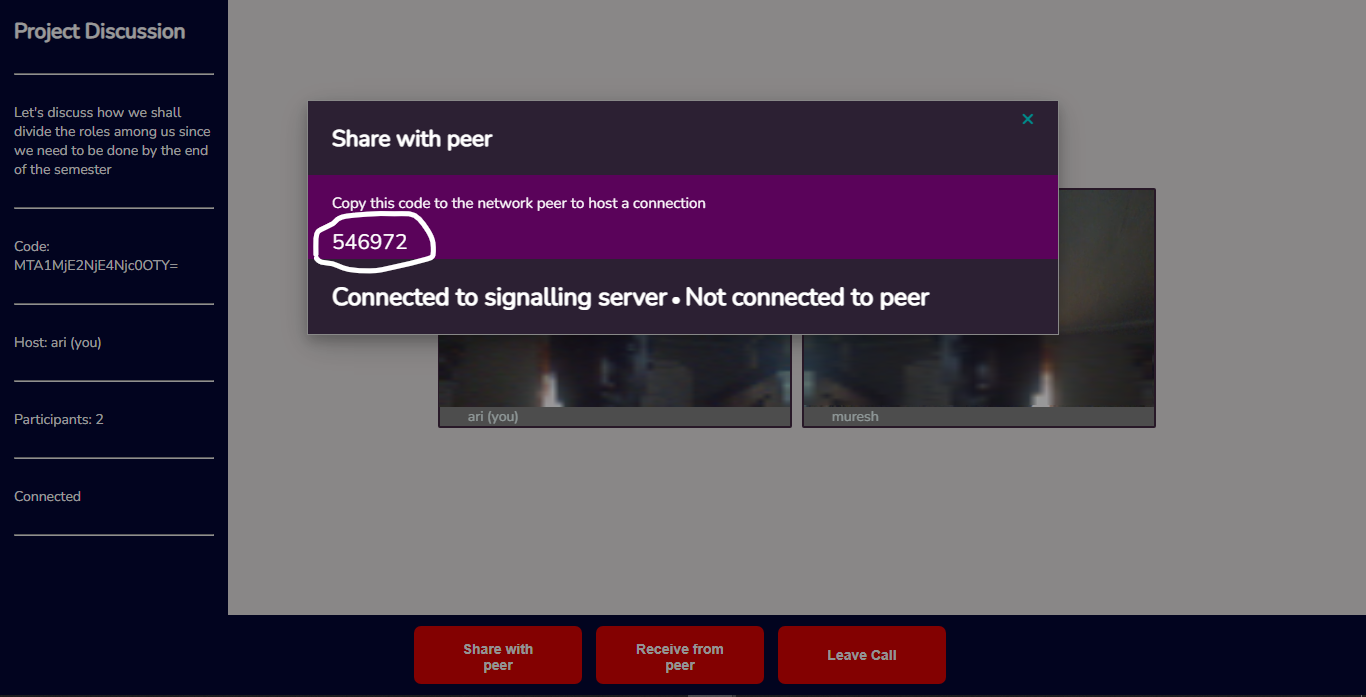 Project Discussion
Let's discuss how we shall
divide the roles among us since
we need to be done by the end
of the semester
Code:
MTA1MjE2NjE4Njc0OTY=
Host: ari (you)
Participants: 2
Connected
×
Share with peer
Copy this code to the network peer to host a connection
546972
Connected to signalling server • Not connected to peer
ari (you)
muresh
Share with
peer
Receive from
peer
Leave Call